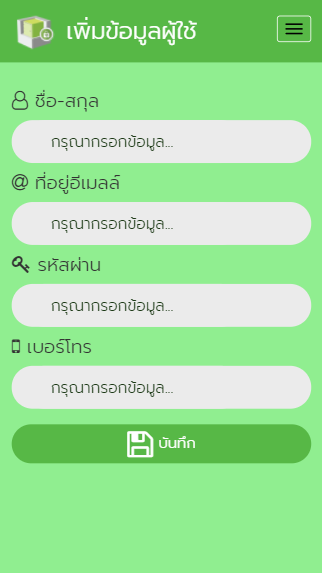 เพิ่มข้อมูลผู้ใช้
ชื่อ-สกุล
กรุณากรอกข้อมูล...
ที่อยู่อีเมลล์
กรุณากรอกข้อมูล...
รหัสผ่าน
กรุณากรอกข้อมูล...
เบอร์โทร
กรุณากรอกข้อมูล...
บันทึก